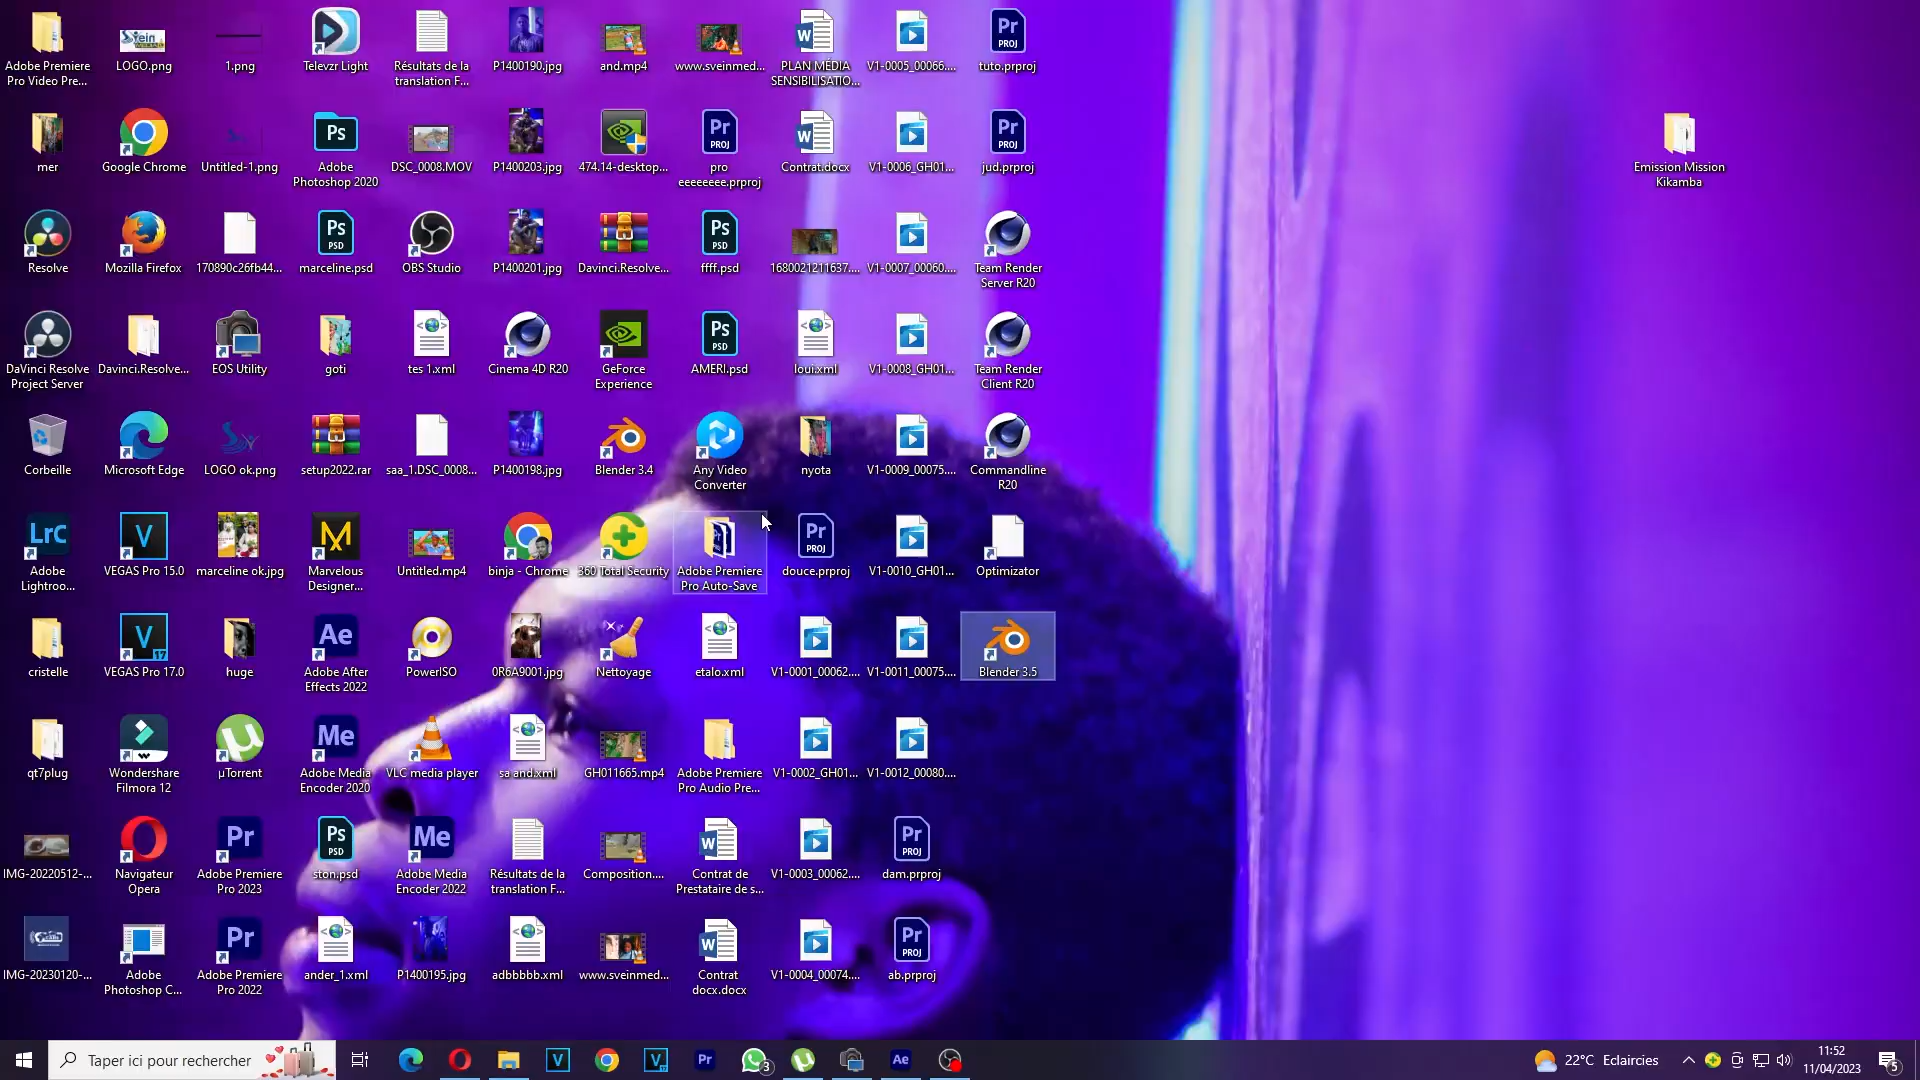 Adobe Premiere
Pro Video Pre...
LOGO.png
1.png
Televzr Light
Résultats de la
translation F...
P1400190.jpg
and.mp4
www.sveinmed...
PLAN MÉDIA
SENSIBILISATIO...
V1-0005_00066....
tuto.prproj
mer
Google Chrome
Untitled-1.png
Adobe
Photoshop 2020
DSC_0008.MOV
P1400203.jpg
474.14-desktop...
pro
eeeeeeee.prproj
Contrat.docx
V1-0006_GH01...
jud.prproj
Emission Mission
Kikamba
Resolve
Mozilla Firefox
170890c26fb44...
marceline.psd
OBS Studio
P1400201.jpg
Davinci.Resolve...
ffff.psd
1680021211637....
V1-0007_00060....
Team Render
Server R20
DaVinci Resolve
Project Server
Davinci.Resolve...
EOS Utility
goti
tes 1.xml
Cinema 4D R20
GeForce
Experience
AMERI.psd
loui.xml
V1-0008_GH01...
Team Render
Client R20
Corbeille
Microsoft Edge
LOGO ok.png
setup2022.rar
saa_1.DSC_0008...
P1400198.jpg
Blender 3.4
Any Video
Converter
nyota
V1-0009_00075....
Commandline
R20
Adobe
Lightroo...
VEGAS Pro 15.0
marceline ok.jpg
Marvelous
Designer...
Untitled.mp4
binja - Chrome
360 Total Security
Adobe Premiere
Pro Auto-Save
douce.prproj
V1-0010_GH01...
Optimizator
cristelle
VEGAS Pro 17.0
huge
Adobe After
Effects 2022
PowerISO
0R6A9001.jpg
Nettoyage
etalo.xml
V1-0001_00062....
V1-0011_00075....
Blender 3.5
qt7plug
Wondershare
Filmora 12
µTorrent
Adobe Media
Encoder 2020
VLC media player
sa and.xml
GH011665.mp4
Adobe Premiere
Pro Audio Pre...
V1-0002_GH01...
V1-0012_00080....
IMG-20220512-...
Navigateur
Opera
Adobe Premiere
Pro 2023
ston.psd
Adobe Media
Encoder 2022
Résultats de la
translation F...
Composition....
Contrat de
Prestataire de s...
V1-0003_00062....
dam.prproj
IMG-20230120-...
Adobe
Photoshop C...
Adobe Premiere
Pro 2022
ander_1.xml
P1400195.jpg
adbbbbb.xml
www.sveinmed...
Contrat
docx.docx
V1-0004_00074....
ab.prproj
Taper ici pour rechercher
22°C Eclaircies
11:52
11/04/2023